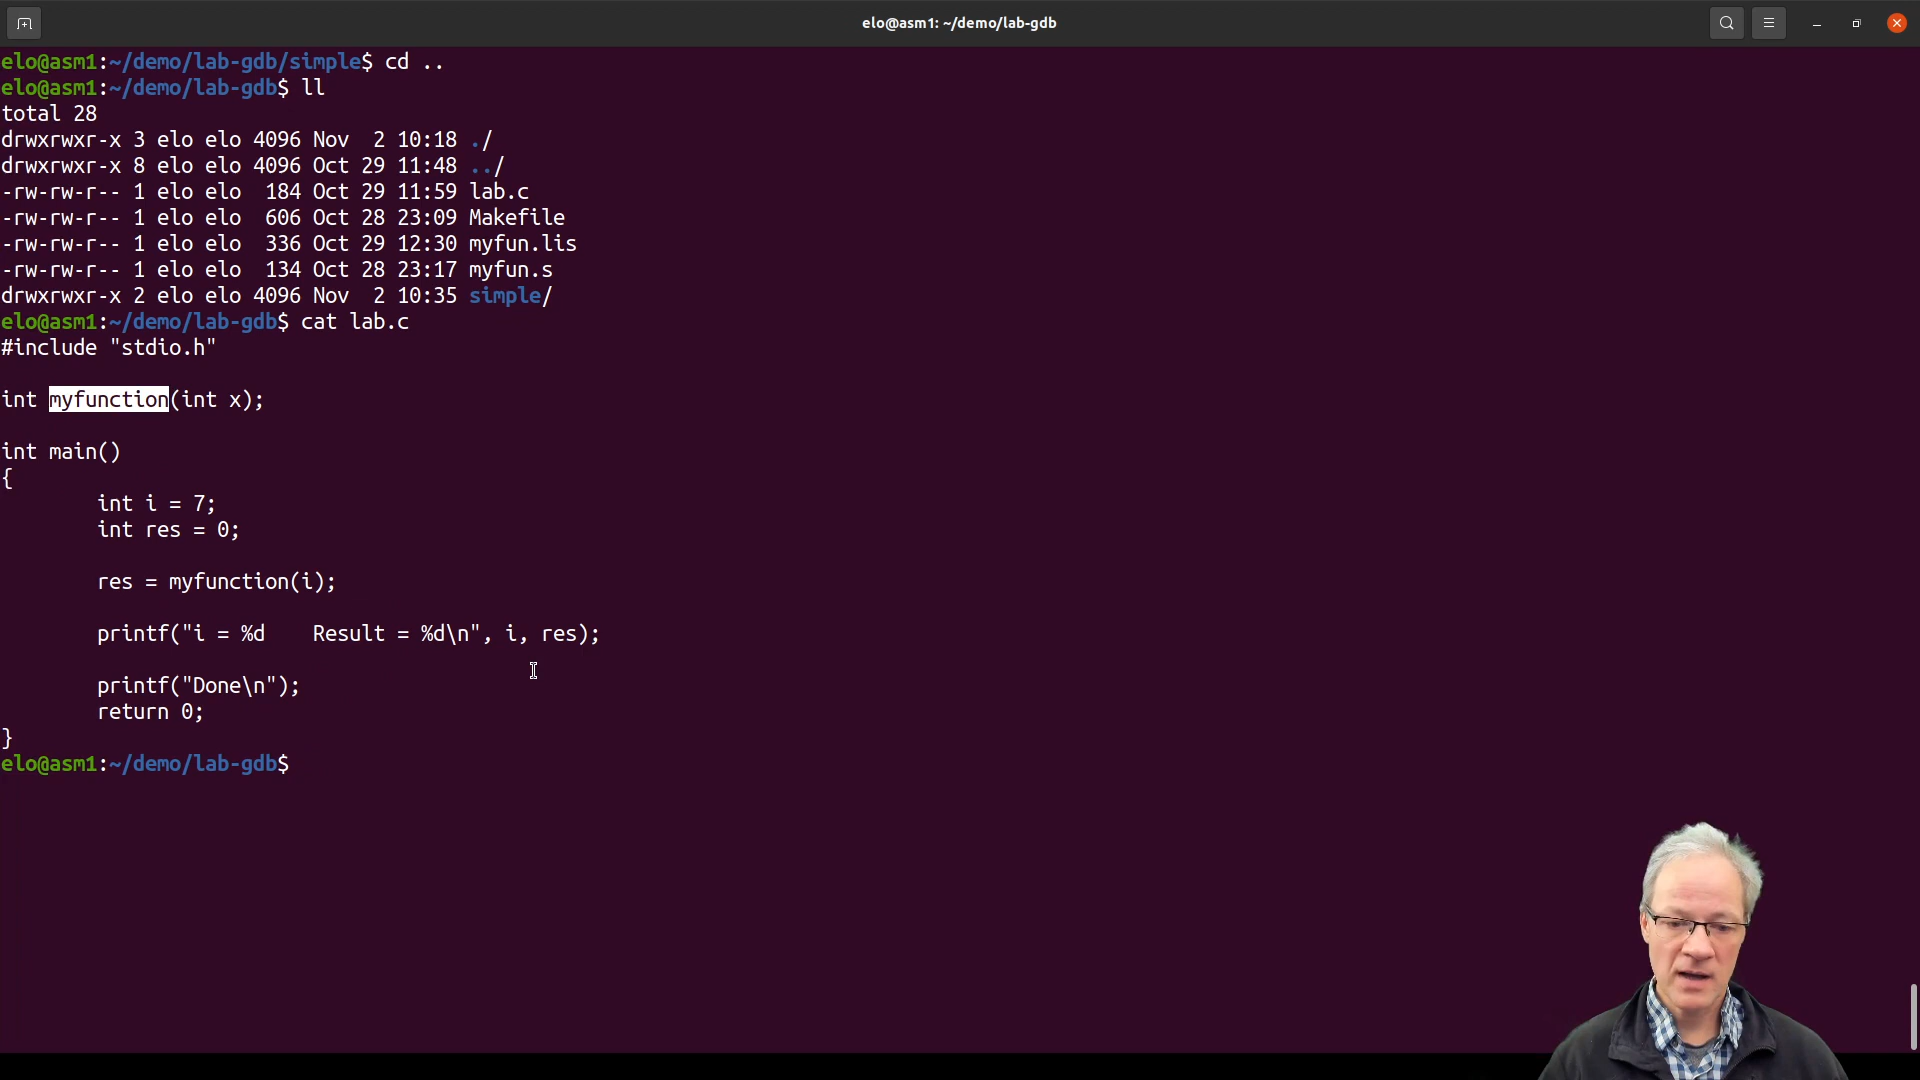 elo@asm1: ~/demo/lab-gdb
elo@asm1:~/demo/lab-gdb/simple$ cd ..
elo@asm1:~/demo/lab-gdb$ ll
total 28
drwxrwxr-x 3 elo elo 4096 Nov  2 10:18 ./
drwxrwxr-x 8 elo elo 4096 Oct 29 11:48 ../
-rw-rw-r-- 1 elo elo  184 Oct 29 11:59 lab.c
-rw-rw-r-- 1 elo elo  606 Oct 28 23:09 Makefile
-rw-rw-r-- 1 elo elo  336 Oct 29 12:30 myfun.lis
-rw-rw-r-- 1 elo elo  134 Oct 28 23:17 myfun.s
drwxrwxr-x 2 elo elo 4096 Nov  2 10:35 simple/
elo@asm1:~/demo/lab-gdb$ cat lab.c
#include "stdio.h"
int myfunction(int x);
int main()
{
        int i = 7;
        int res = 0;
        res = myfunction(i);
        printf("i = %d    Result = %d\n", i, res);
        printf("Done\n");
        return 0;
}
elo@asm1:~/demo/lab-gdb$